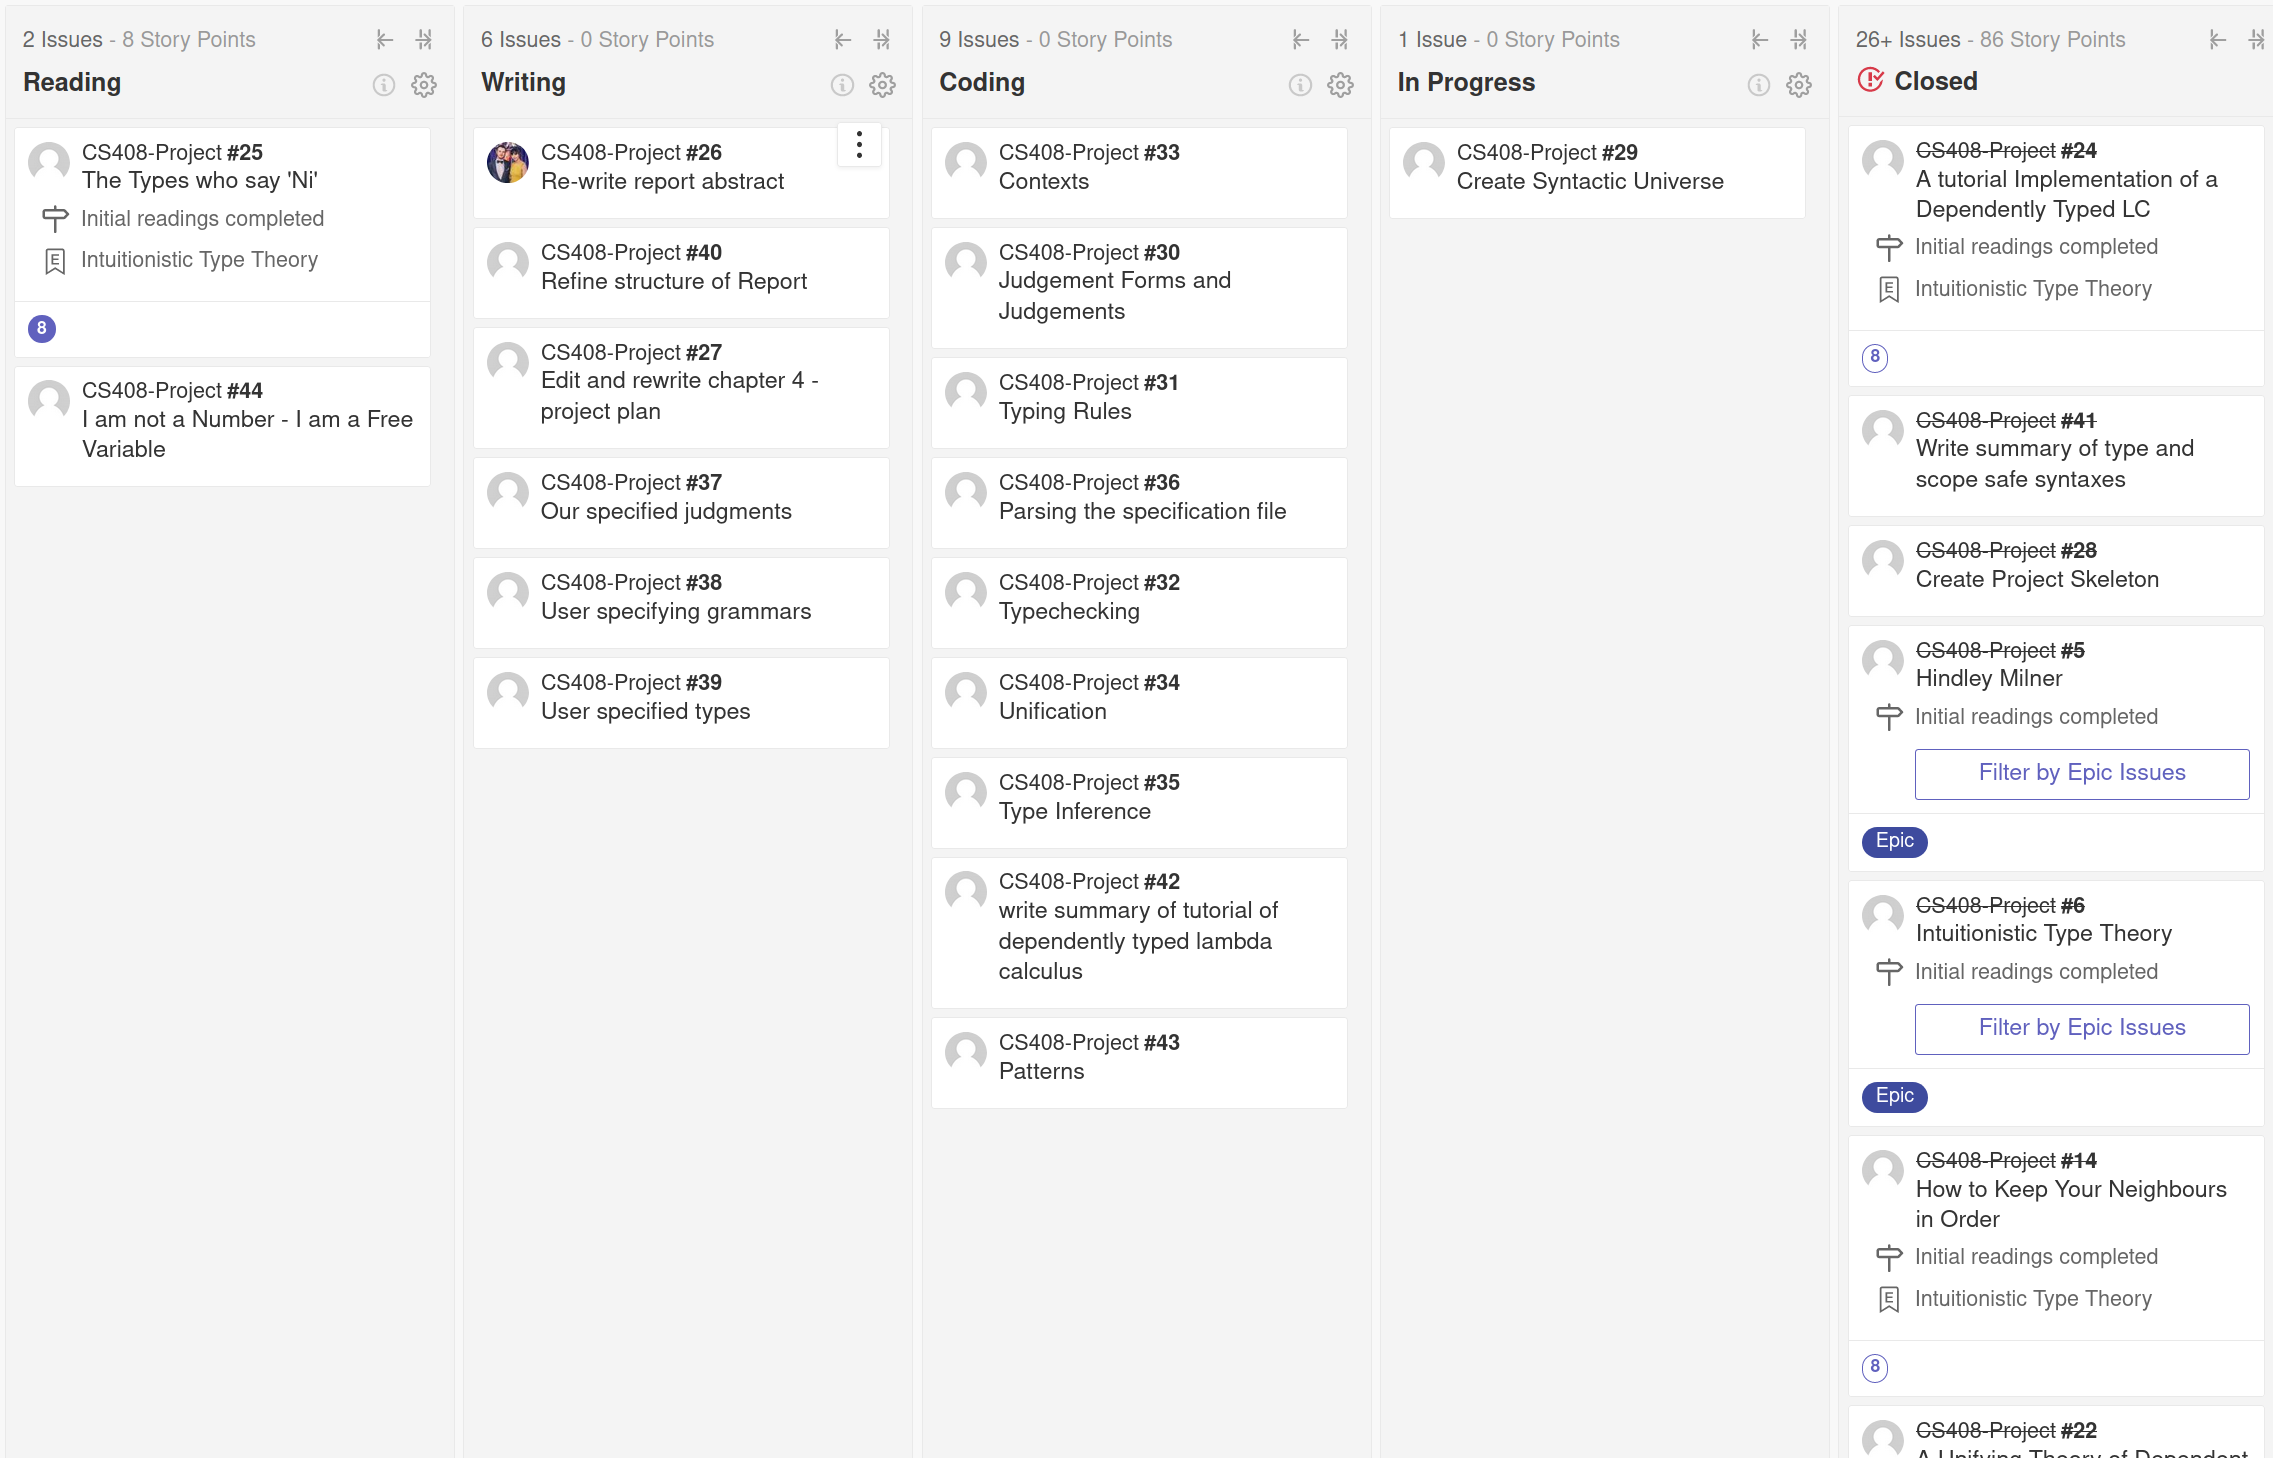 2 Issues - 8 Story Points
Reading
CS408-Project #25
The Types who say 'Ni'
Initial readings completed
E
Intuitionistic Type Theory
8
CS408-Project #44
I am not a Number - I am a Free
Variable
6 Issues - 0 Story Points
Writing
CS408-Project #26
Re-write report abstract
CS408-Project #40
Refine structure of Report
CS408-Project #27
Edit and rewrite chapter 4 -
project plan
CS408-Project #37
Our specified judgments
CS408-Project #38
User specifying grammars
CS408-Project #39
User specified types
9 Issues - 0 Story Points
Coding
CS408-Project #33
Contexts
CS408-Project #30
Judgement Forms and
Judgements
CS408-Project #31
Typing Rules
CS408-Project #36
Parsing the specification file
CS408-Project #32
Typechecking
CS408-Project #34
Unification
CS408-Project #35
Type Inference
CS408-Project #42
write summary of tutorial of
dependently typed lambda
calculus
CS408-Project #43
Patterns
1 Issue - 0 Story Points
In Progress
CS408-Project #29
Create Syntactic Universe
26+ Issues - 86 Story Points
Closed
CS408-Project #24
A tutorial Implementation of a
Dependently Typed LC
Initial readings completed
E
Intuitionistic Type Theory
8
CS408-Project #41
Write summary of type and
scope safe syntaxes
CS408-Project #28
Create Project Skeleton
CS408-Project #5
Hindley Milner
Initial readings completed
Filter by Epic Issues
Epic
CS408-Project #6
Intuitionistic Type Theory
Initial readings completed
Filter by Epic Issues
Epic
CS408-Project #14
How to Keep Your Neighbours
in Order
Initial readings completed
E
Intuitionistic Type Theory
8
CS408-Project #22
A Unifying Theory of Dependent